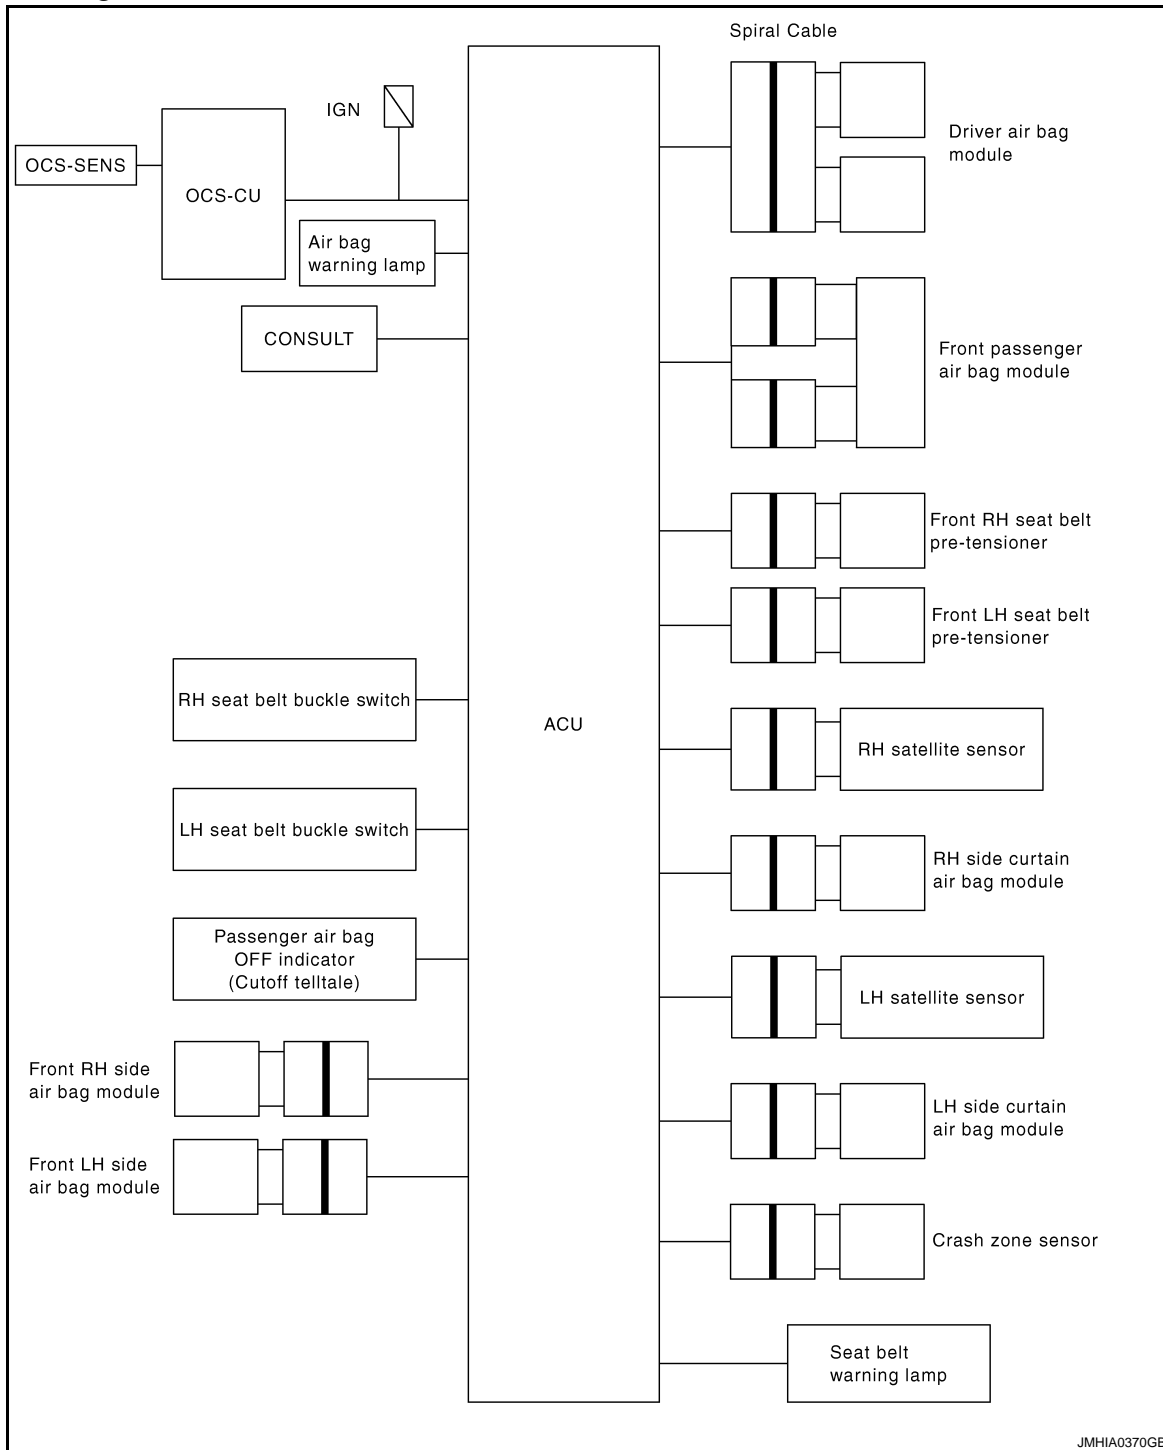 Spiral Cable
IGN
OCS-SENS
OCS-CU
Air bag
warning lamp
CONSULT
RH seat belt buckle switch
LH seat belt buckle switch
Passenger air bag
OFF indicator
(Cutoff telltale)
Front RH side
air bag module
Front LH side
air bag module
ACU
Driver air bag
module
Front passenger
air bag module
Front RH seat belt
pre-tensioner
Front LH seat belt
pre-tensioner
RH satellite sensor
RH side curtain
air bag module
LH satellite sensor
LH side curtain
air bag module
Crash zone sensor
Seat belt
warning lamp